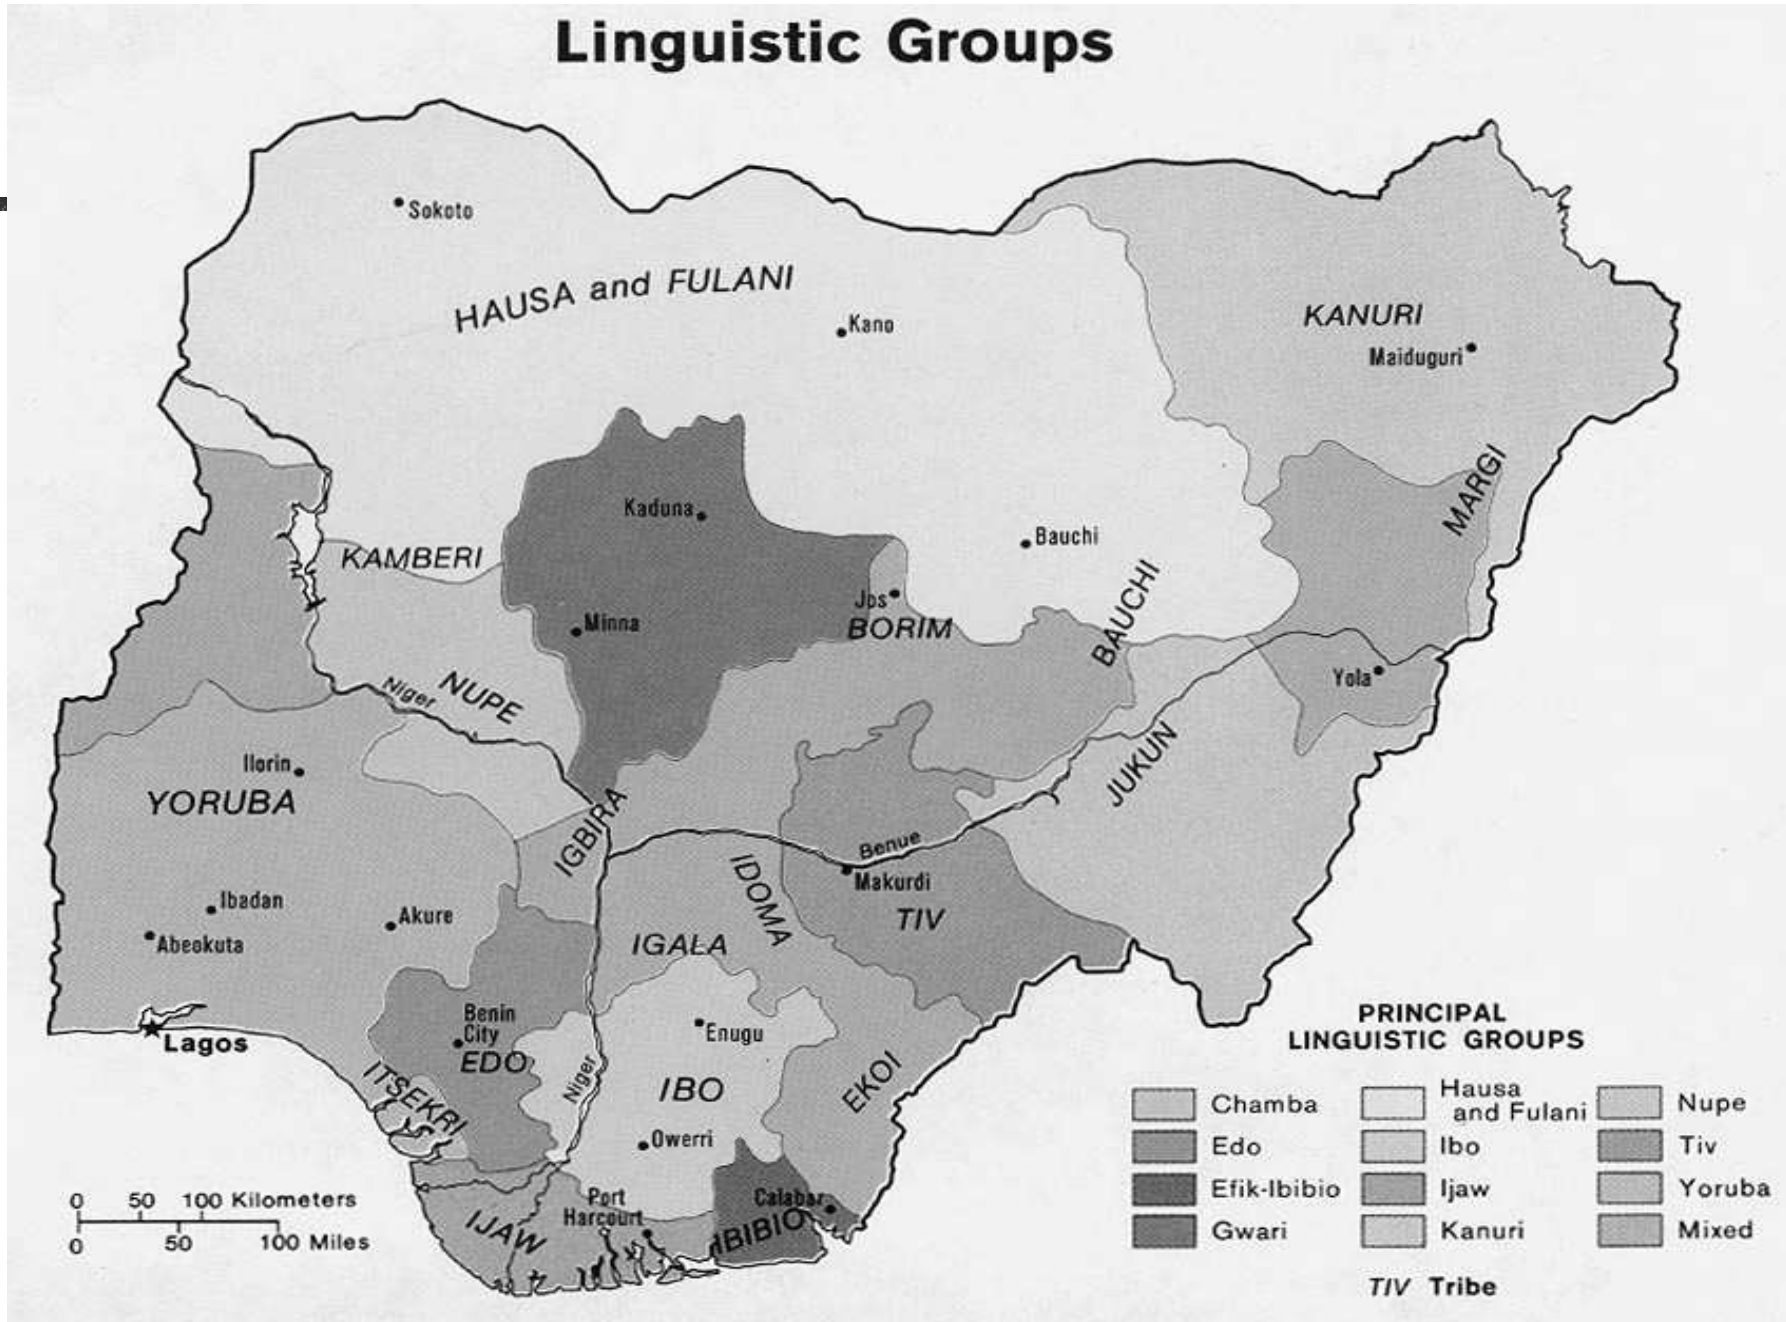 Linguistic Groups
Sokoto
HAUSA and FULANI
Kano
KANURI
Maiduguri
MARGI
Kaduna
Bauchi
KAMBERI
Jos
BORIM
BAUCHI
Minna
Yola
NUPE
Niger
Ilorin
YORUBA
JUKUN
IGBIRA
Benue
Makurdi
IDOMA
TIV
Ibadan
Akure
Abeokuta
IGALA
Benin
City
EDO
Enugu
Lagos
ITSEKRI
Niger
IBO
EKOI
Owerri
Port
Harcourt
Calabar
IJAW
IBIBIO
0 50 100 Kilometers
0 50 100 Miles
PRINCIPAL
LINGUISTIC GROUPS
Chamba
Edo
Efik-Ibibio
Gwari
Hausa
and Fulani
Ibo
Ijaw
Kanuri
Nupe
Tiv
Yoruba
Mixed
TIV Tribe